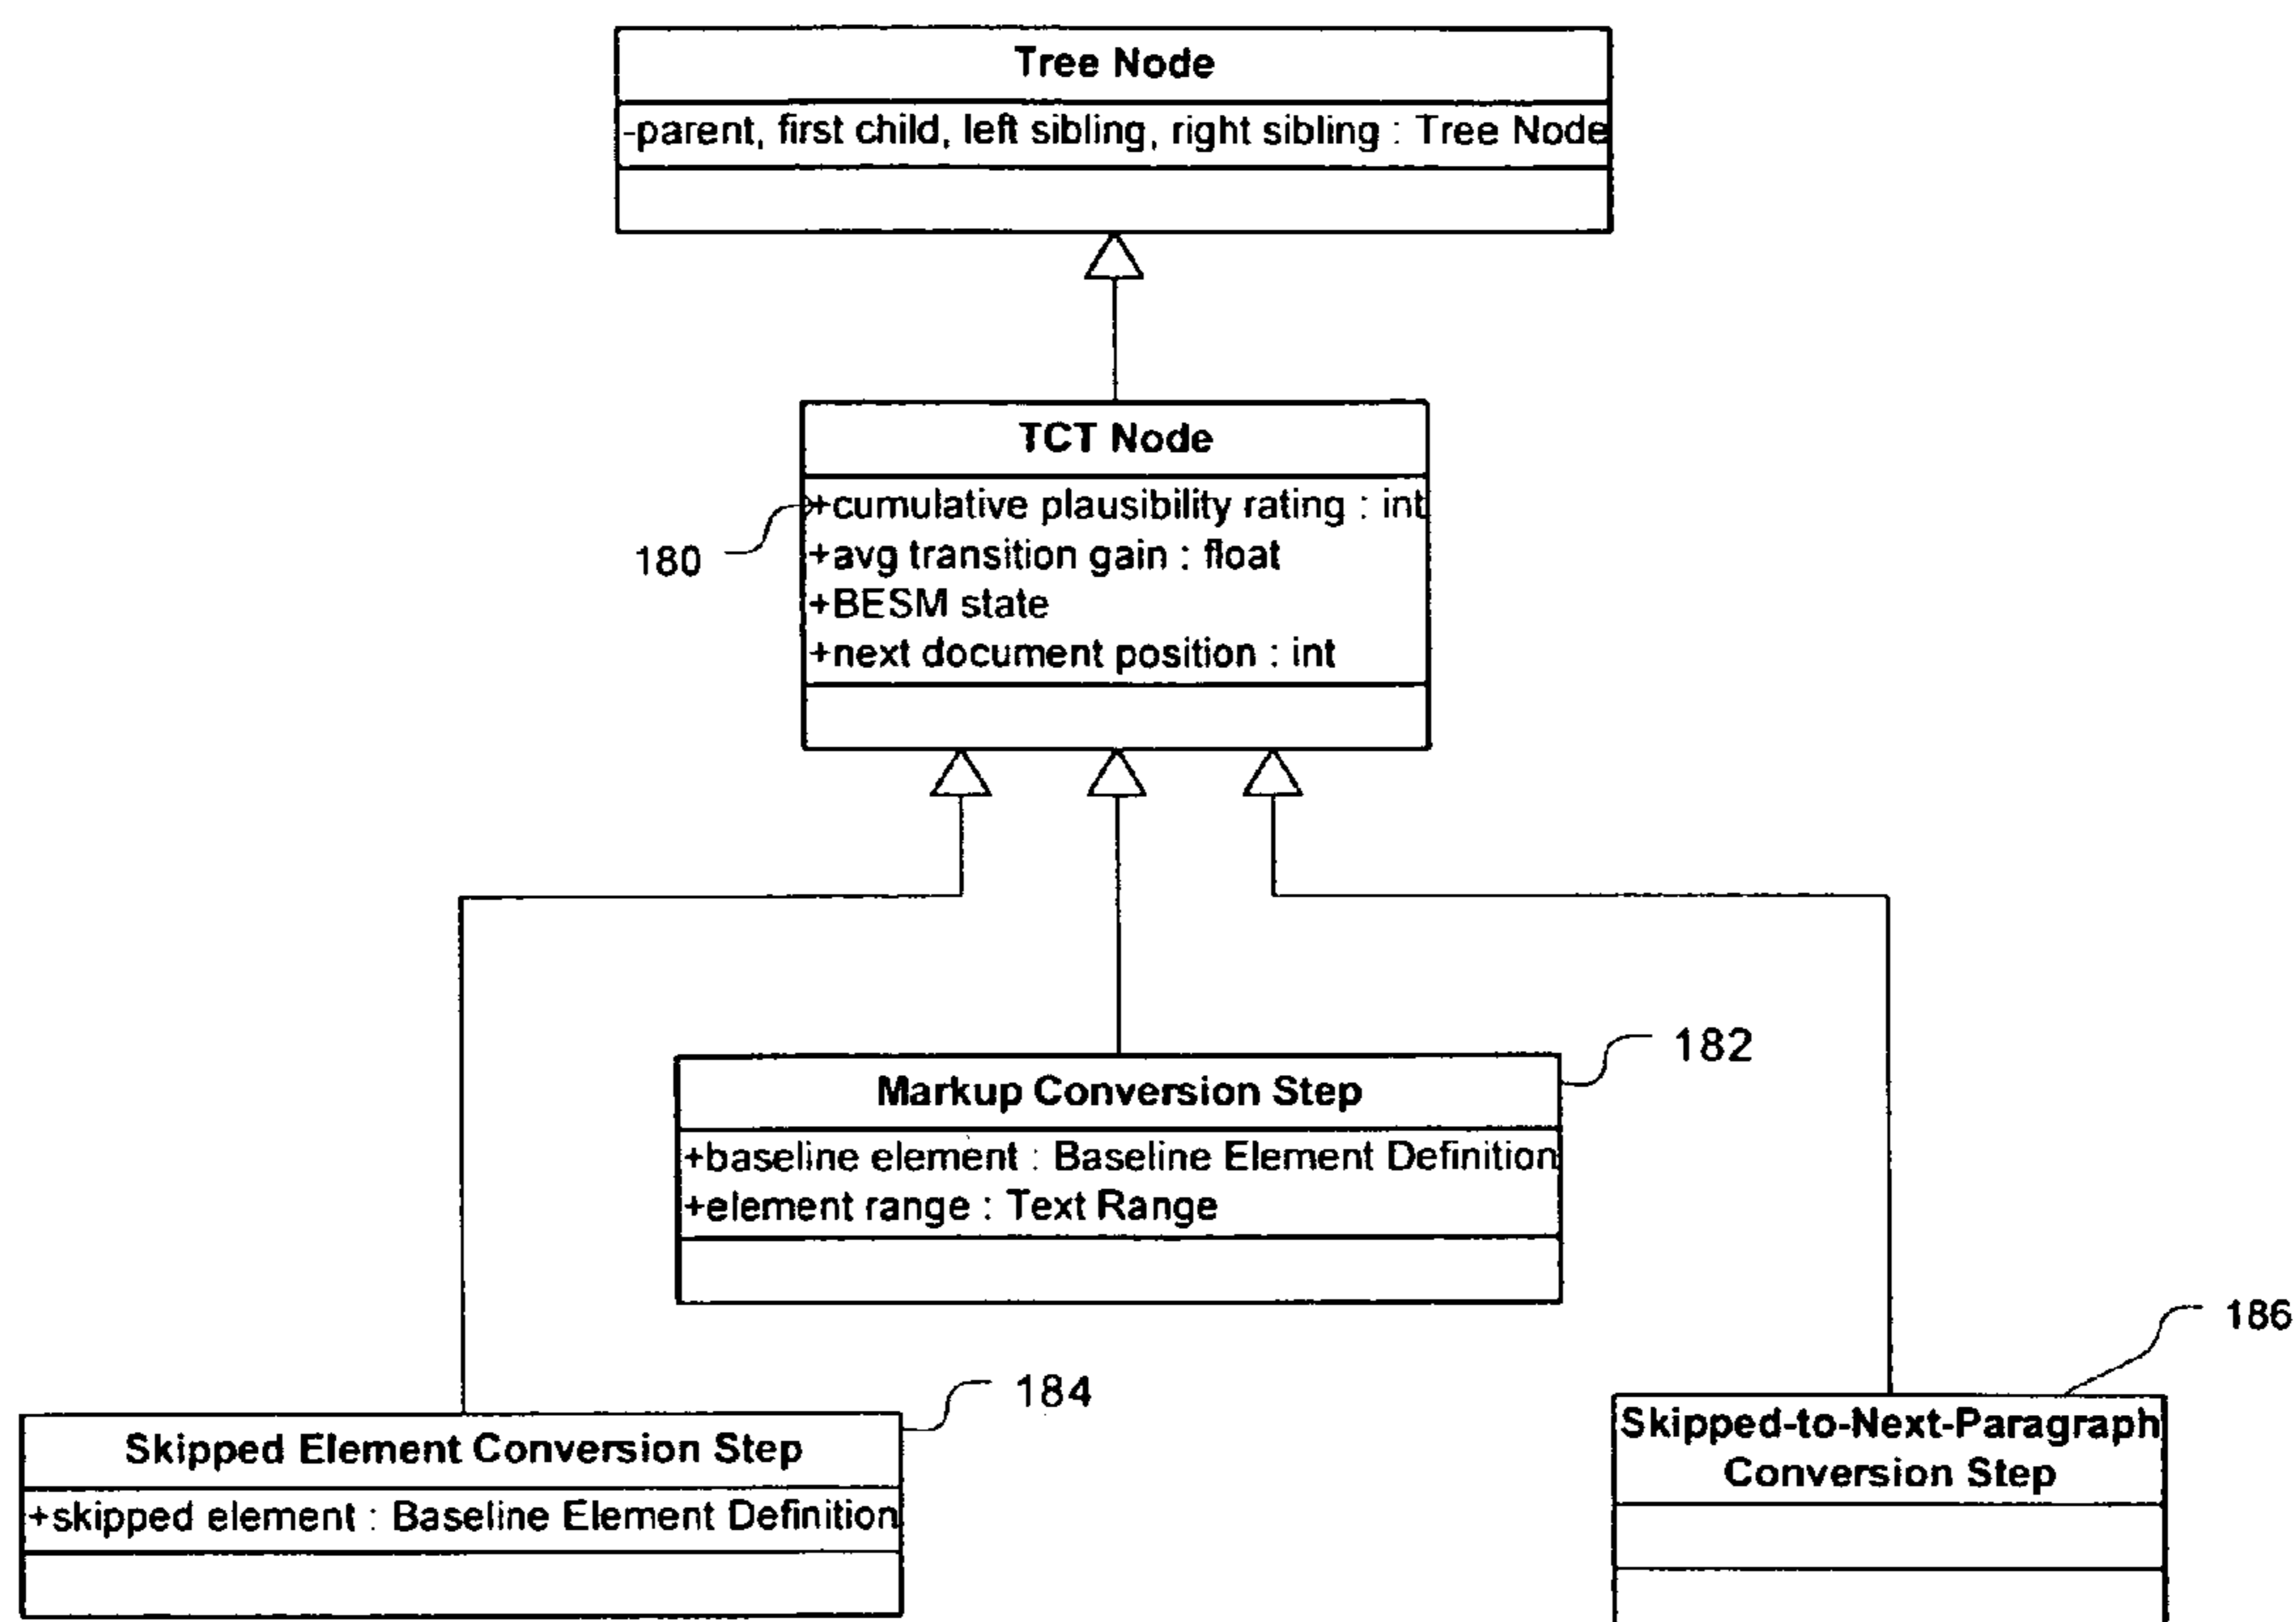 Tree Node
-parent, first child, left sibling, right sibling : Tree Node
TCT Node
+cumulative plausibility rating : int
180
+avg transition gain : float
+BESM state
+next document position : int
182
Markup Conversion Step
+baseline element : Baseline Element Definition
+element range : Text Range
186
184
Skipped Element Conversion Step
+skipped element : Baseline Element Definition
Skipped-to-Next-Paragraph
Conversion Step